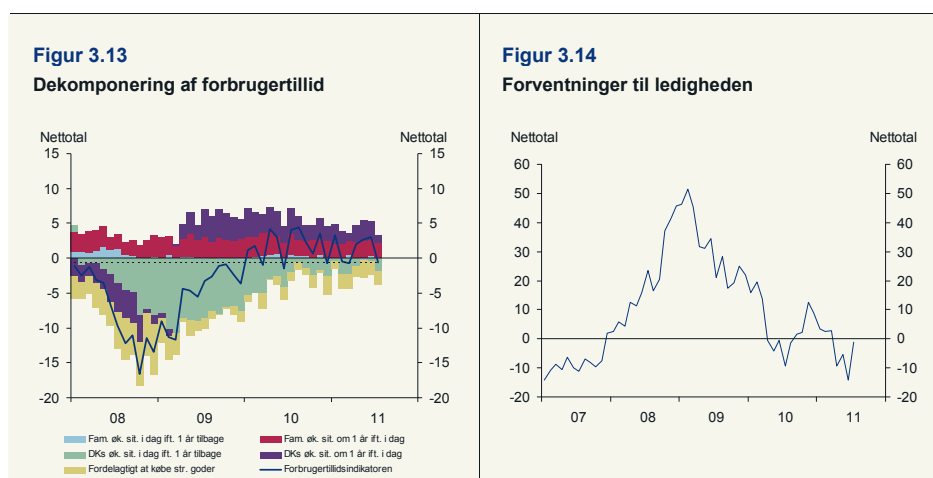 Figur 3.13
Dekomponering af forbrugertillid
Nettotal Nettotal
15 15
10 10
5 5
0 0
-5 -5
-10 -10
-15 -15
-20 -20
08 09 10 11
Fam. øk. sit. i dag ift. 1 år tilbage Fam. øk. sit. om 1 år ift. i dag
DKs øk. sit. i dag ift. 1 år tilbage DKs øk. sit. om 1 år ift. i dag
Fordelagtigt at købe str. goder Forbrugertillidsindikatoren
Figur 3.14
Forventninger til ledigheden
Nettotal Nettotal
60 60
50 50
40 40
30 30
20 20
10 10
0 0
-10 -10
-20 -20
07 08 09 10 11